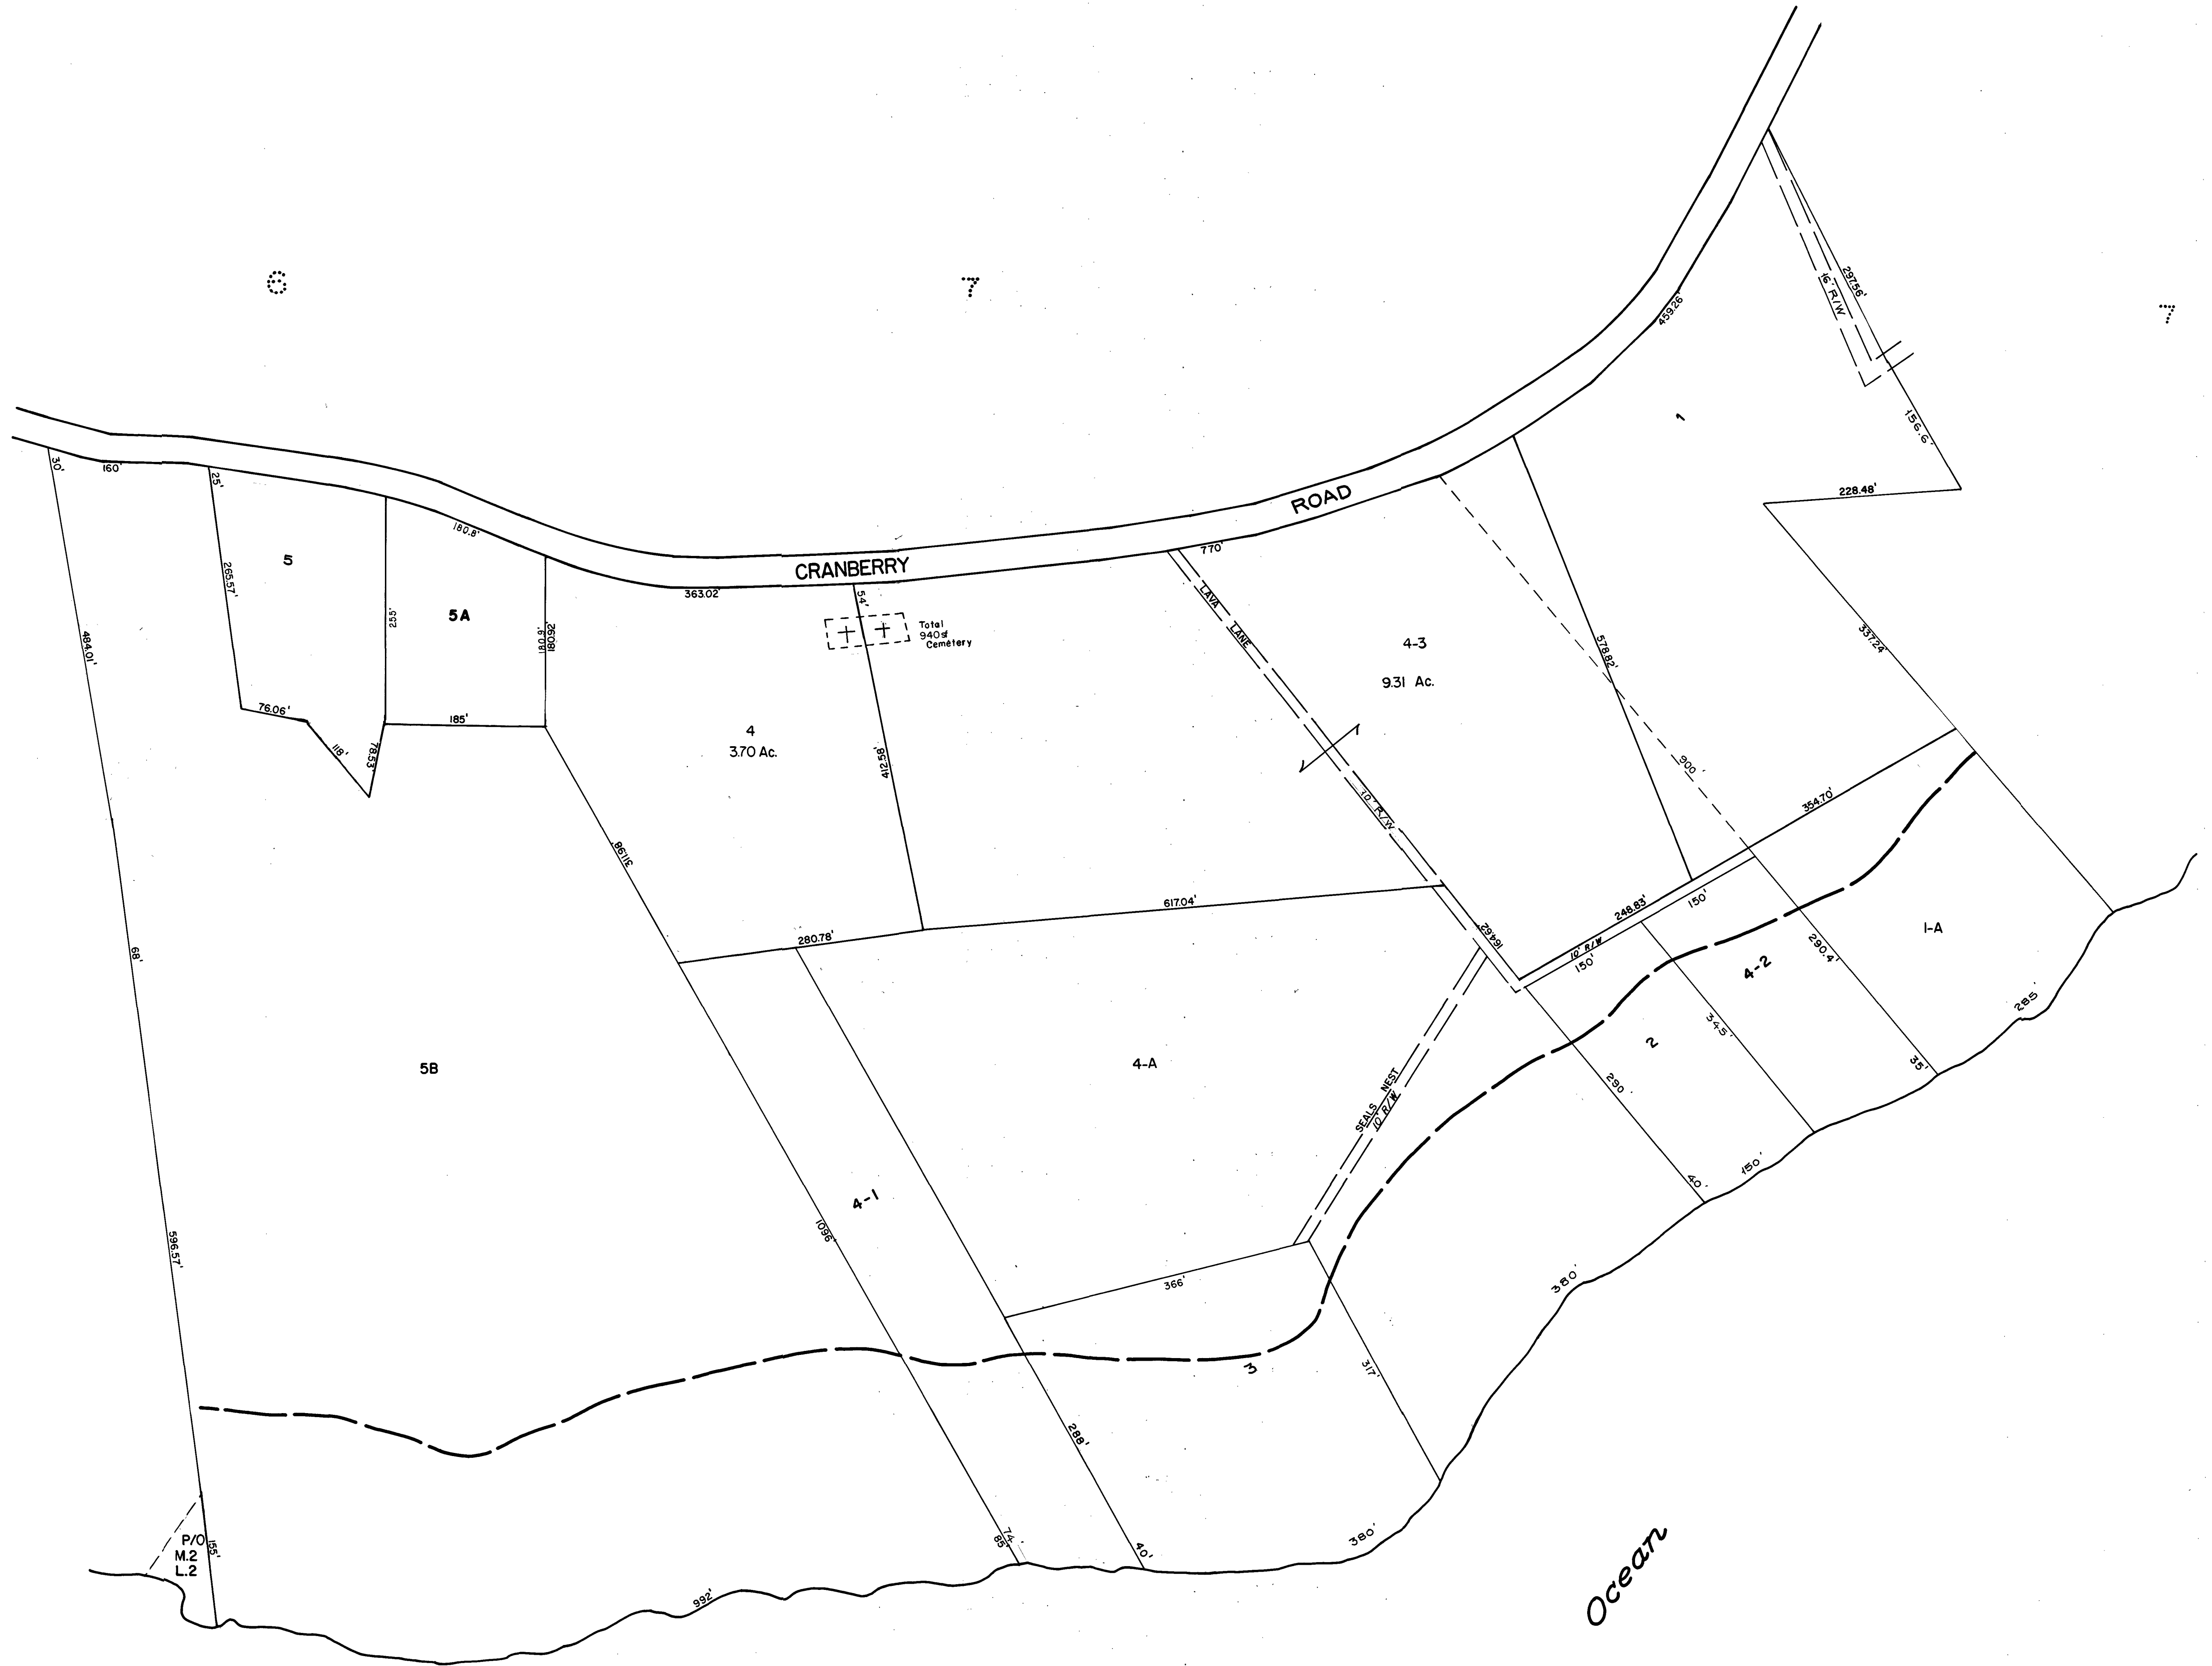 6
7
7
297.56'
16' R/W
459.26'
156.6'
1
228.48'
30'
160'
25'
180.8'
ROAD
CRANBERRY
770'
363.02'
54'
5
265.57'
255'
5A
180.9'
180.92'
Total
940 sf
Cemetery
LAVA
LANE
4-3
9.31 Ac.
578.82'
337.24'
484.01'
76.06'
118'
78.53'
185'
4
3.70 Ac.
412.58'
10' R/W
900'
354.70'
311.98'
617.04'
280.78'
164.62'
248.83'
150'
10' R/W
150'
68'
290.4'
1-A
4-2
285'
345'
2
35'
5B
4-A
SEALS NEST
10' R/W
290'
4-1
1096'
40'
150'
596.57'
366'
380'
3
317'
288'
P/O
M.2
L.2
155'
74'
85'
40'
380'
992'
Ocean